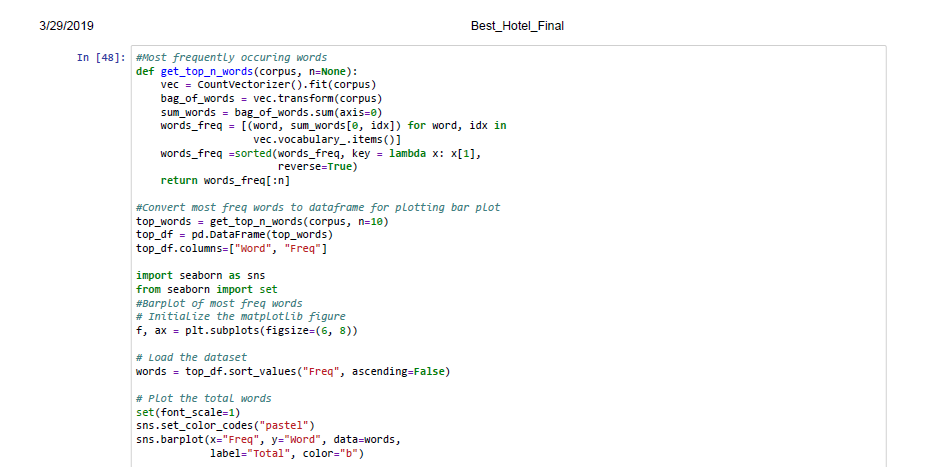 3/29/2019 Best_Hotel_Final
In [48]: #Most frequently occuring words
def get_top_n_words(corpus, n=None):
    vec = CountVectorizer().fit(corpus)
    bag_of_words = vec.transform(corpus)
    sum_words = bag_of_words.sum(axis=0)
    words_freq = [(word, sum_words[0, idx]) for word, idx in
                   vec.vocabulary_.items()]
    words_freq =sorted(words_freq, key = lambda x: x[1],
                       reverse=True)
    return words_freq[:n]

#Convert most freq words to dataframe for plotting bar plot
top_words = get_top_n_words(corpus, n=10)
top_df = pd.DataFrame(top_words)
top_df.columns=["Word", "Freq"]

import seaborn as sns
from seaborn import set
#Barplot of most freq words
# Initialize the matplotlib figure
f, ax = plt.subplots(figsize=(6, 8))

# Load the dataset
words = top_df.sort_values("Freq", ascending=False)

# Plot the total words
set(font_scale=1)
sns.set_color_codes("pastel")
sns.barplot(x="Freq", y="Word", data=words,
            label="Total", color="b")